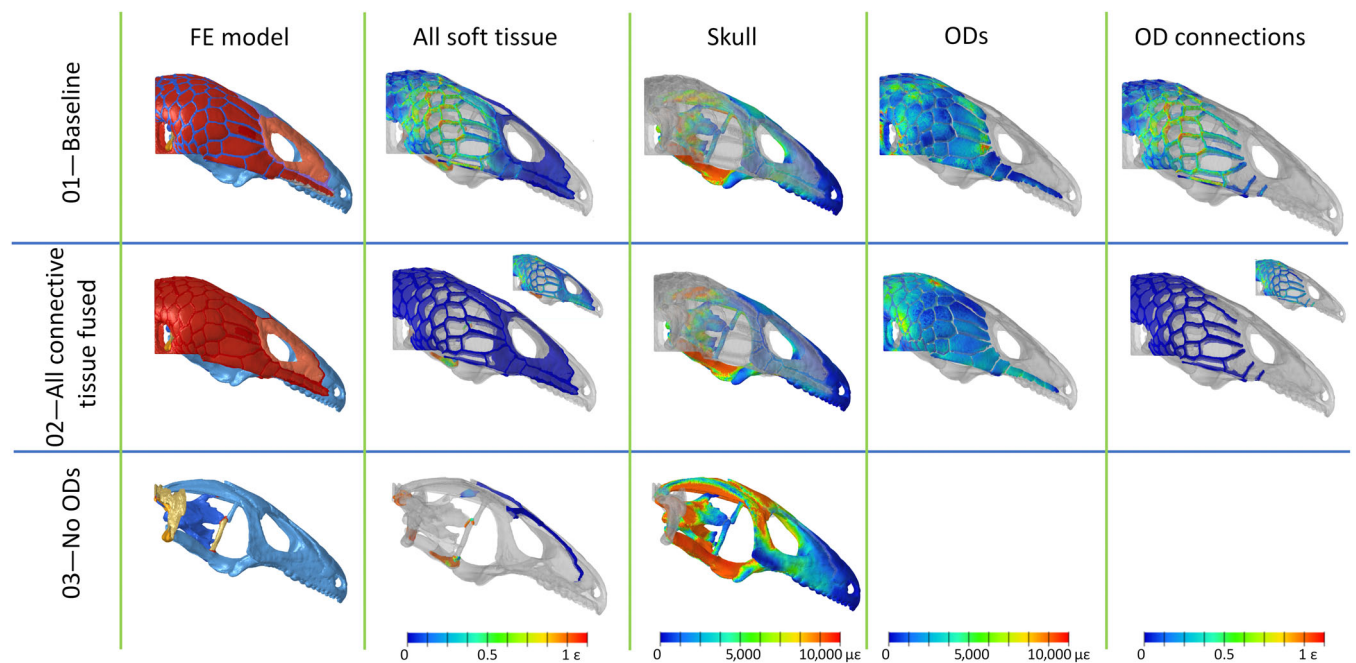 FE model
All soft tissue
Skull
ODs
OD connections
01—Baseline
02—All connective
tissue fused
03—No ODs
0 0.5 1 ε
0 5,000 10,000 µε
0 5,000 10,000 µε
0 0.5 1 ε